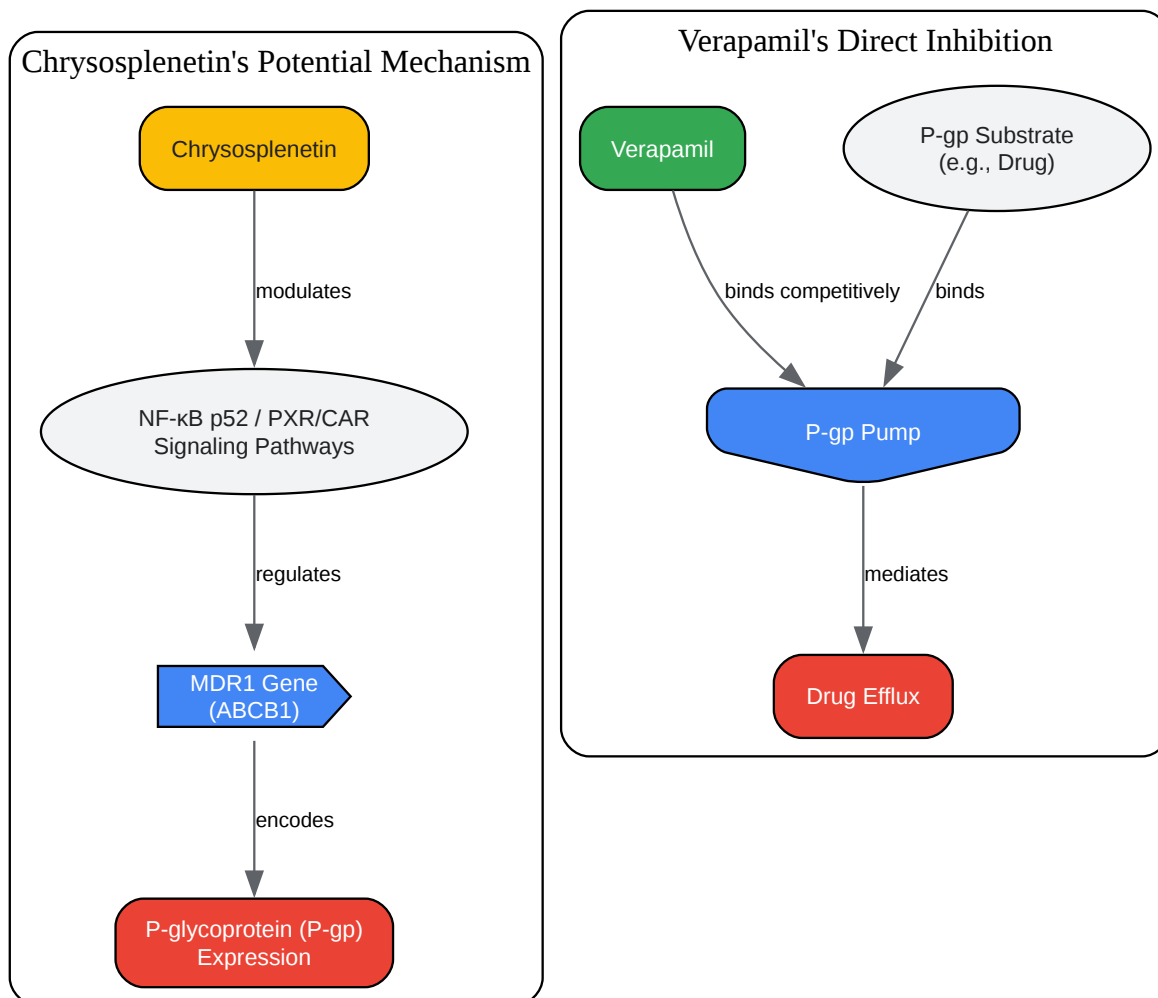 Chrysosplenetin's Potential Mechanism
Chrysosplenetin
modulates
NF-κB p52 / PXR/CAR
Signaling Pathways
regulates
MDR1 Gene
(ABCB1)
encodes
P-glycoprotein (P-gp)
Expression
Verapamil's Direct Inhibition
Verapamil
P-gp Substrate
(e.g., Drug)
binds competitively
binds
P-gp Pump
mediates
Drug Efflux